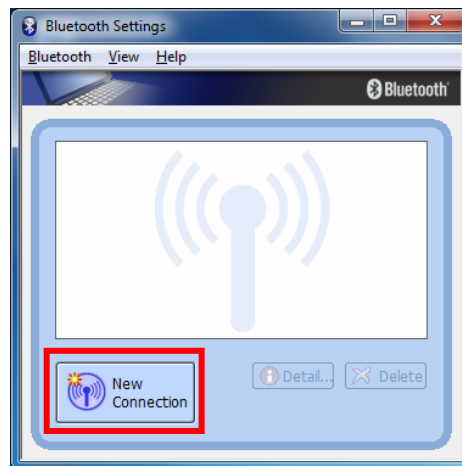 Bluetooth Settings
Bluetooth View Help
Bluetooth®
New
Connection
Detail...
Delete